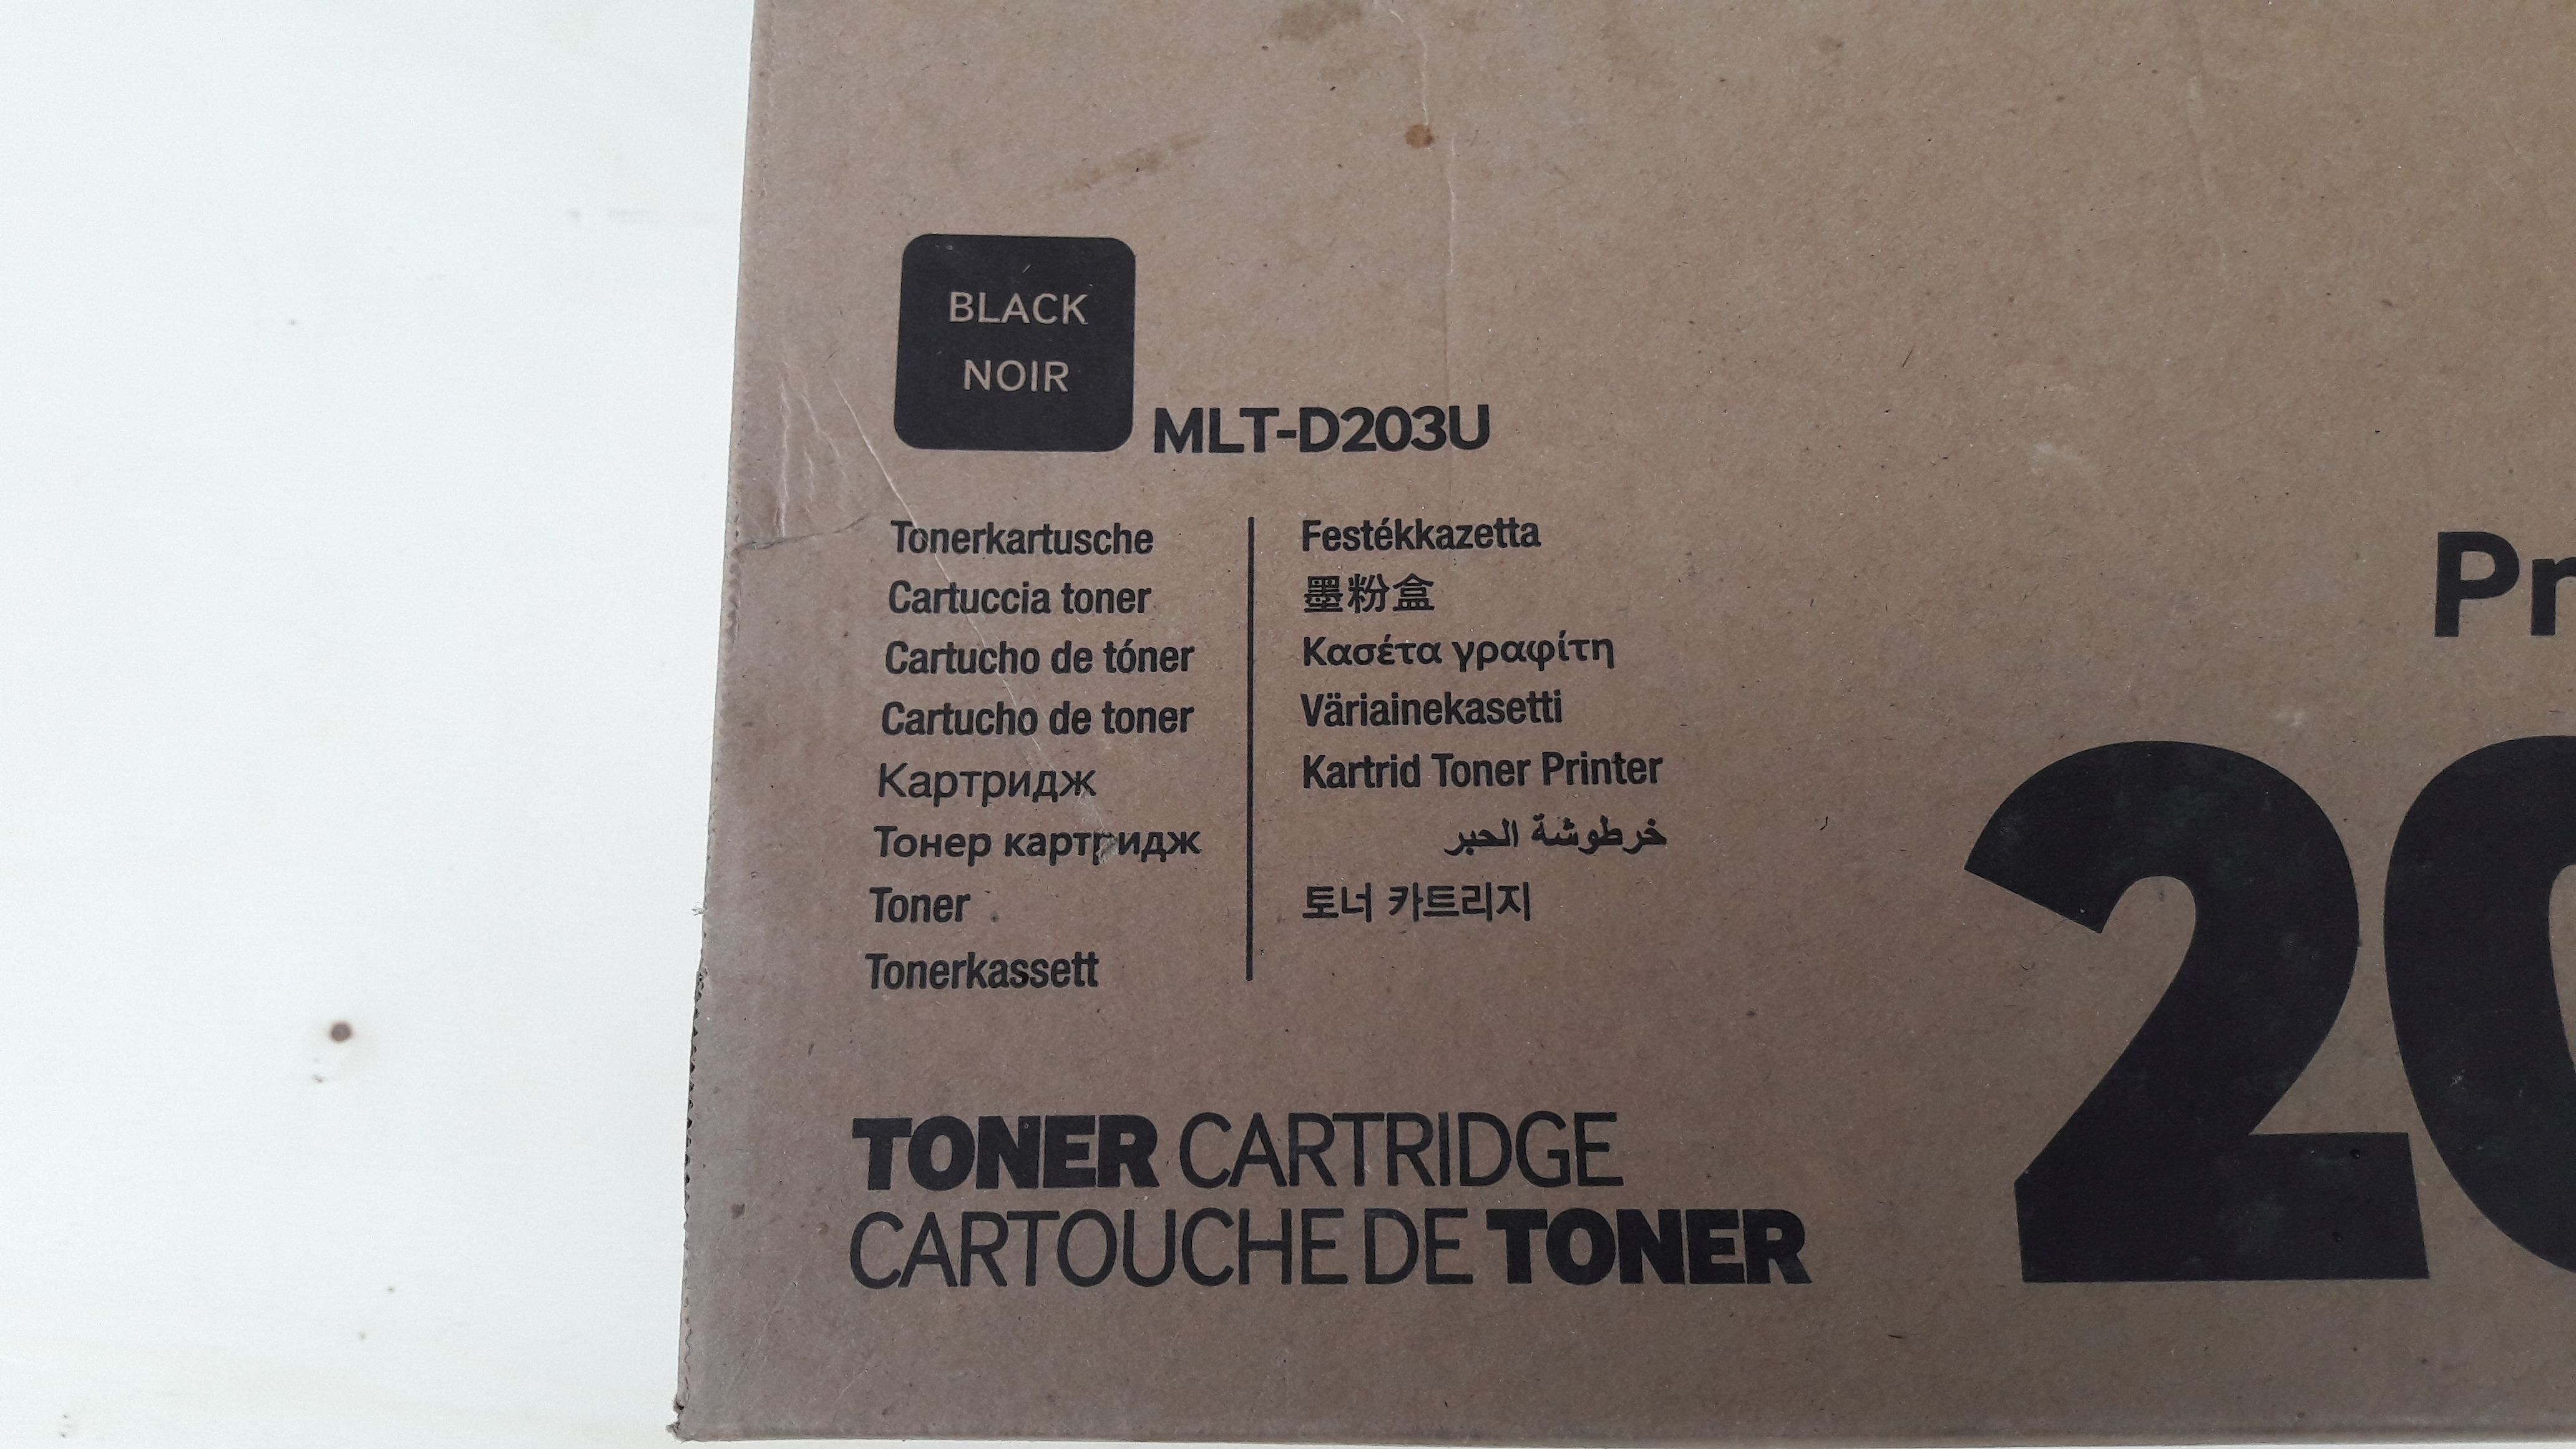 BLACK
NOIR
MLT-D203U
Tonerkartusche
Cartuccia toner
Cartucho de tóner
Cartucho de toner
Картридж
Тонер картридж
Toner
Tonerkassett
Festékkazetta
墨粉盒
Κασέτα γραφίτη
Väriainekasetti
Kartrid Toner Printer
خرطوشة الحبر
토너 카트리지
TONER CARTRIDGE
CARTOUCHE DE TONER